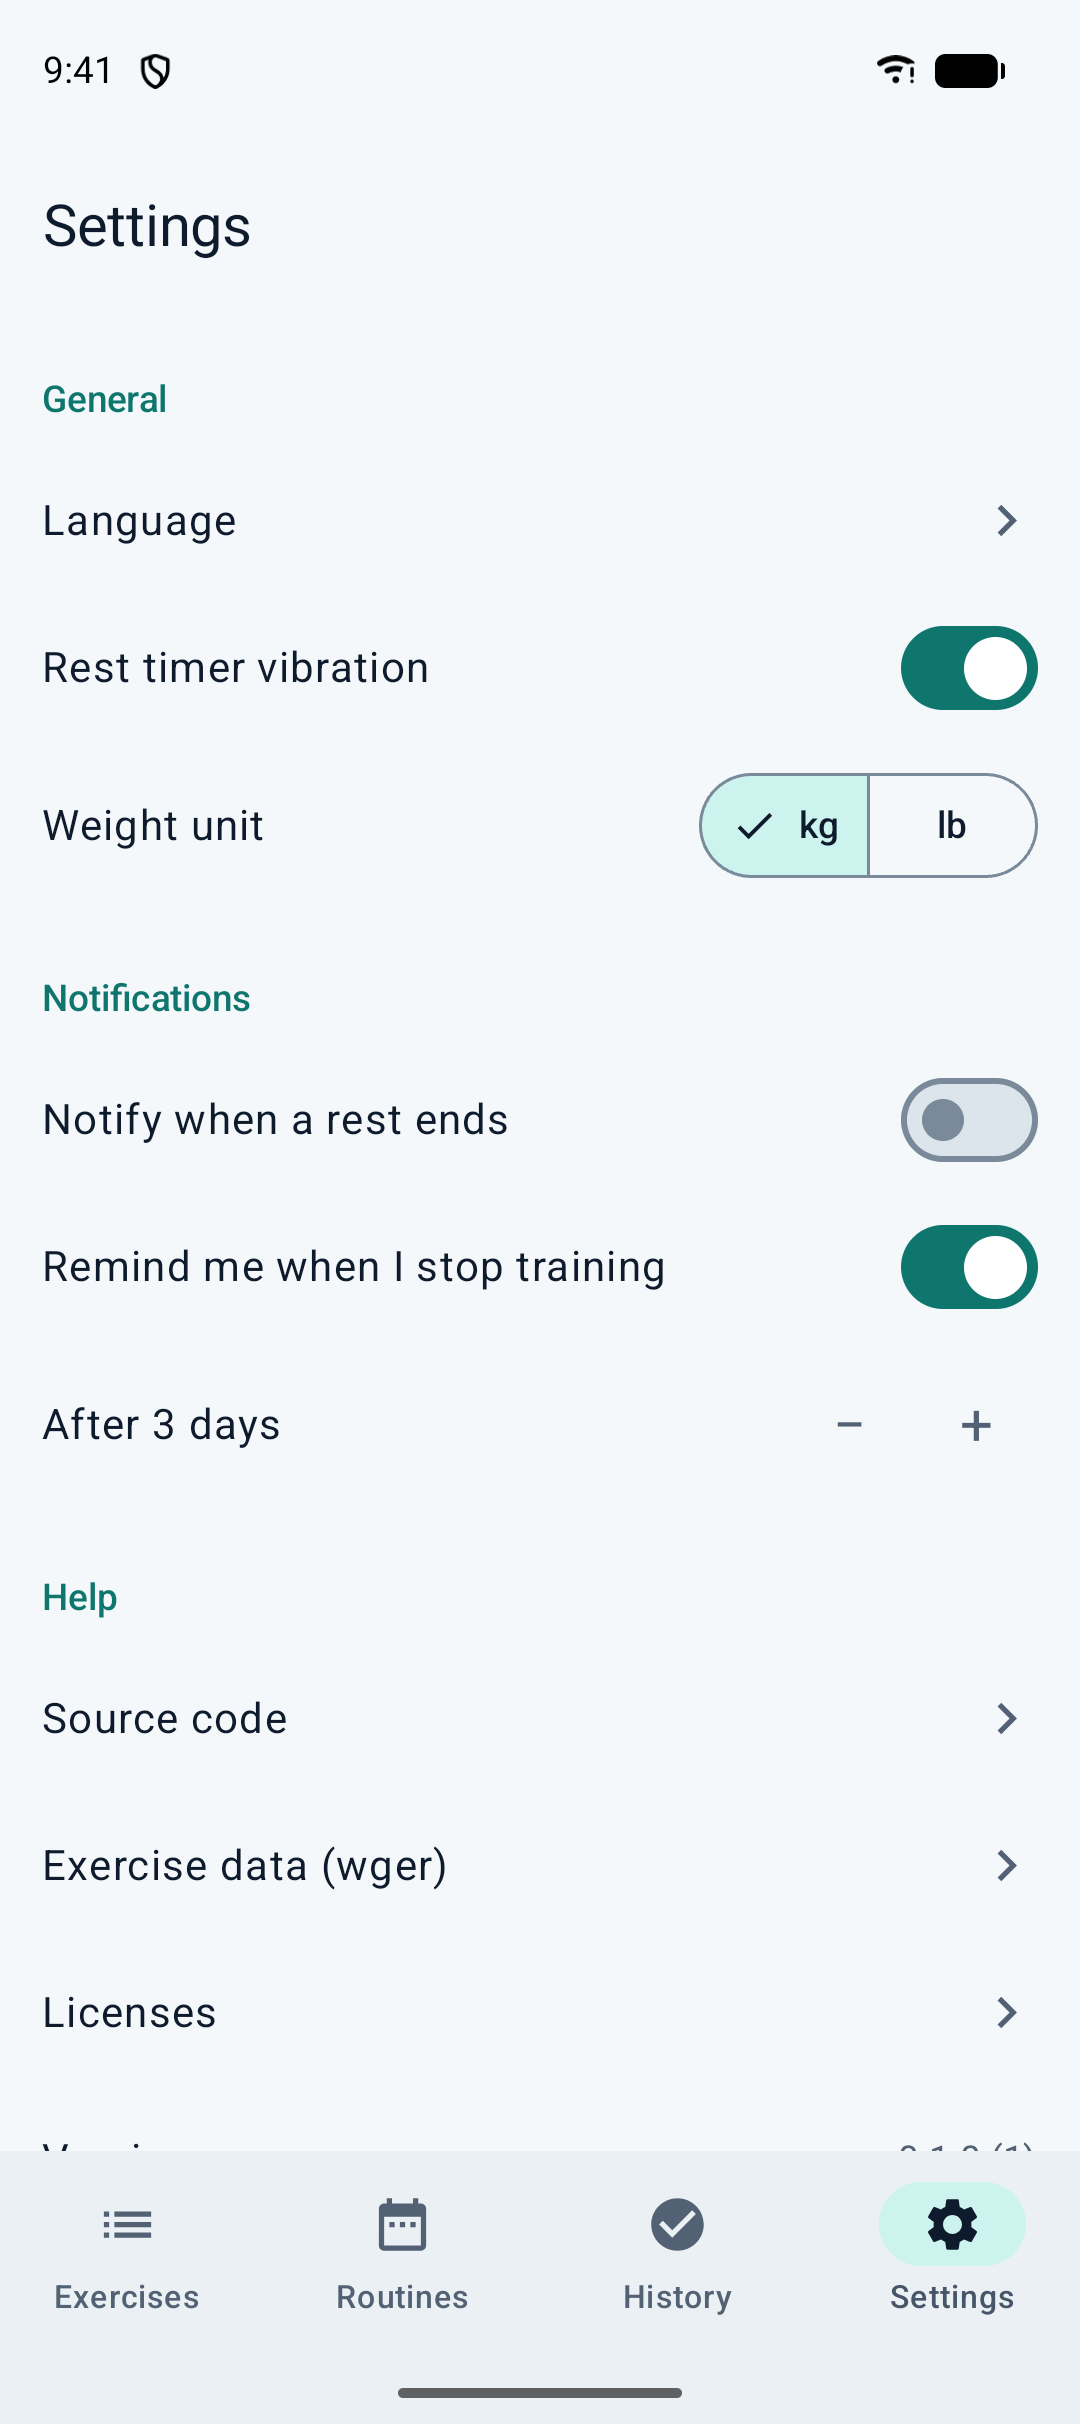 9:41
Settings
General
Language
Rest timer vibration
Weight unit
kg
lb
Notifications
Notify when a rest ends
Remind me when I stop training
After 3 days
Help
Source code
Exercise data (wger)
Licenses
Exercises
Routines
History
Settings